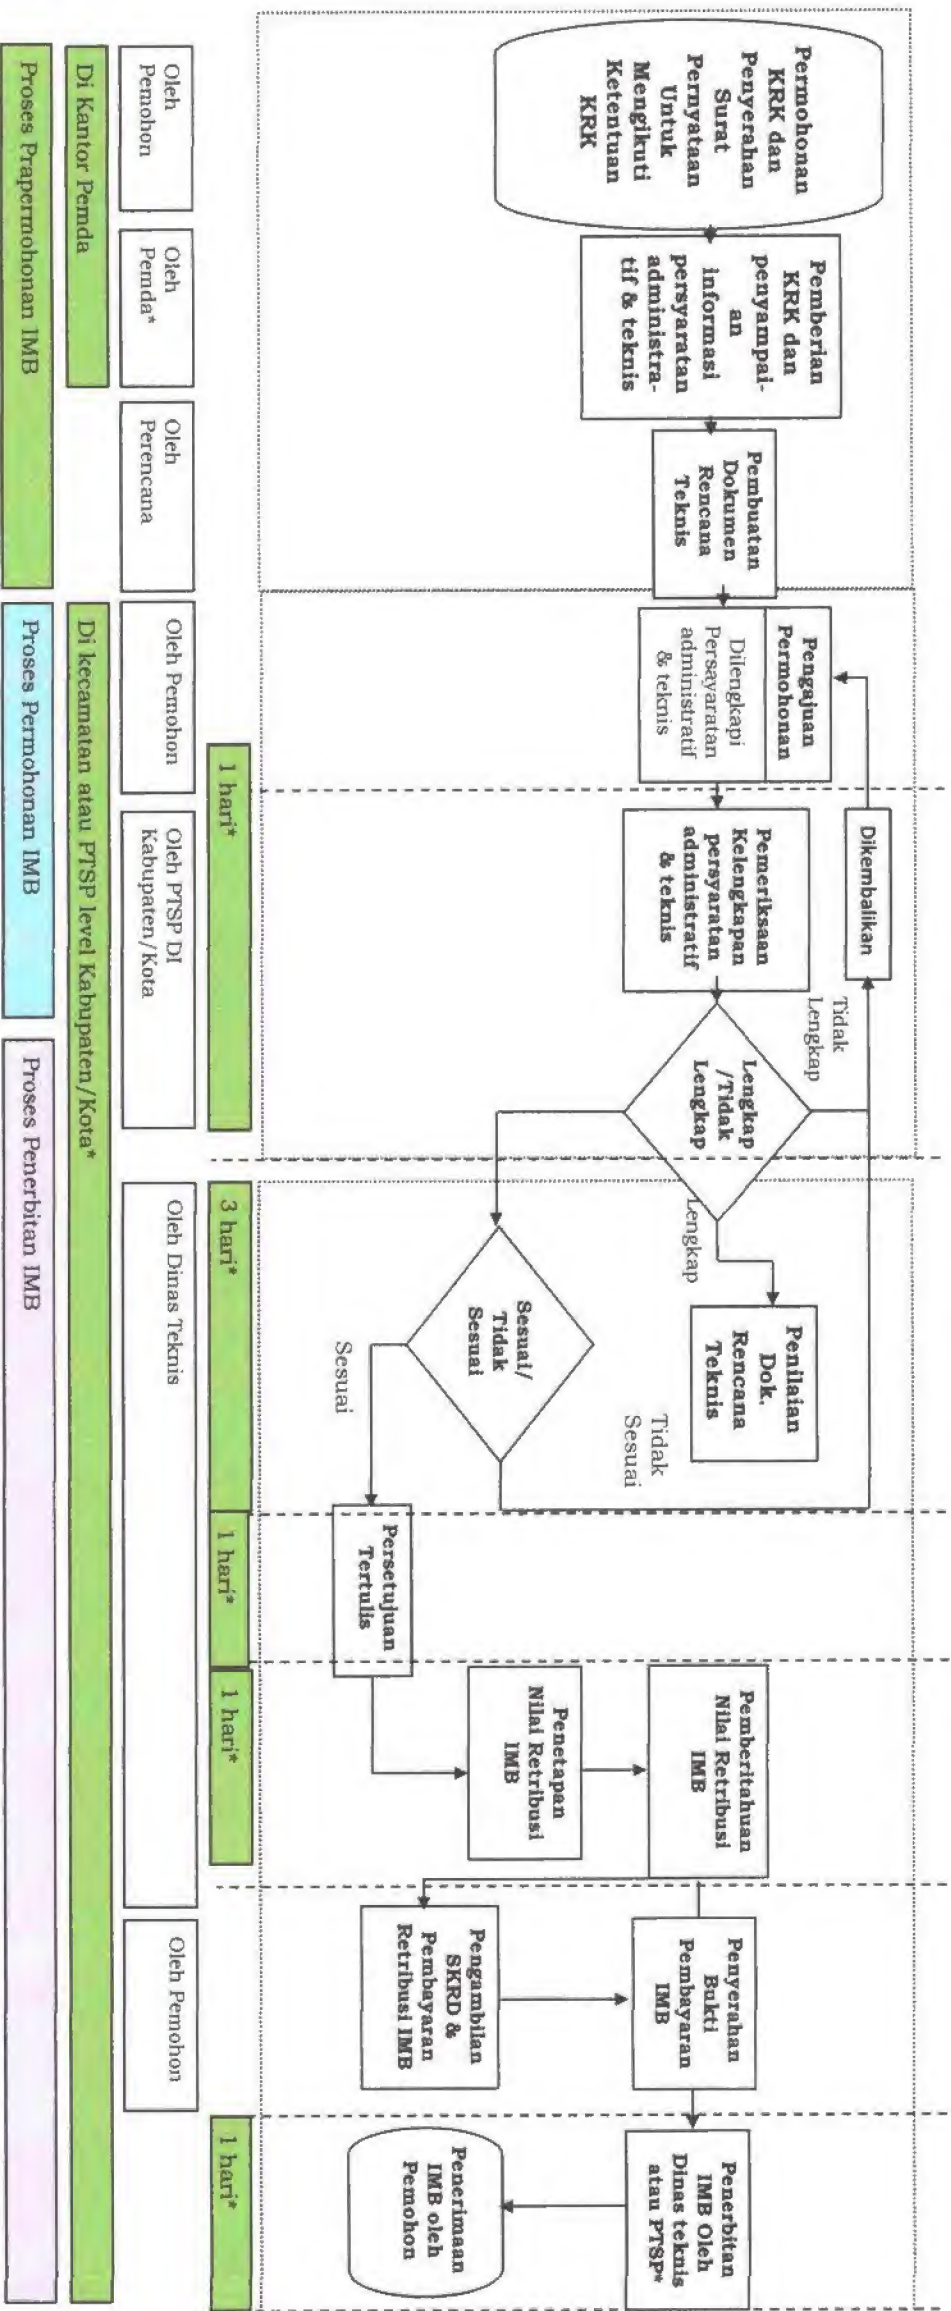 Permohonan
KRK dan
Penyerahan
Surat
Pernyataan
Untuk
Mengikuti
Ketentuan
KRK
Pemberian
KRK dan
penyampai-
an
informasi
persyaratan
administra-
tif & teknis
Pembuatan
Dokumen
Rencana
Teknis
Pengajuan
Permohonan
Dilengkapi
Persayaratan
administratif
& teknis
Dikembalikan
Pemeriksaan
Kelengkapan
persyaratan
administratif
& teknis
Tidak
Lengkap
Lengkap
/Tidak
Lengkap
Lengkap
Penilaian
Dok.
Rencana
Teknis
Sesuai/
Tidak
Sesuai
Tidak
Sesuai
Sesuai
Persetujuan
Tertulis
Penetapan
Nilai Retribusi
IMB
Pemberitahuan
Nilai Retribusi
IMB
Pengambilan
SKRD &
Pembayaran
Retribusi IMB
Penyerahan
Bukti
Pembayaran
IMB
Penerbitan
IMB Oleh
Dinas teknis
atau PTSP*
Penerimaan
IMB oleh
Pemohon
1 hari*
3 hari*
1 hari*
1 hari*
1 hari*
Oleh
Pemohon
Oleh
Pemda*
Oleh
Perencana
Oleh Pemohon
Oleh PTSP DI
Kabupaten/Kota
Oleh Dinas Teknis
Oleh Pemohon
Di Kantor Pemda
Di kecamatan atau PTSP level Kabupaten/Kota*
Proses Prapermohonan IMB
Proses Permohonan IMB
Proses Penerbitan IMB